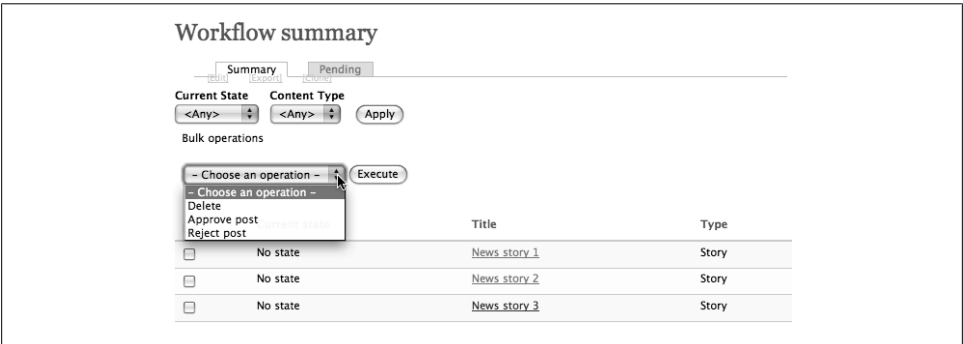 Workflow summary
Summary Pending
[Edit] [Export] [Clone]
Current State Content Type
<Any> <Any> Apply
Bulk operations
– Choose an operation – Execute
– Choose an operation –
Delete
Approve post
Reject post
Current state Title Type
No state News story 1 Story
No state News story 2 Story
No state News story 3 Story